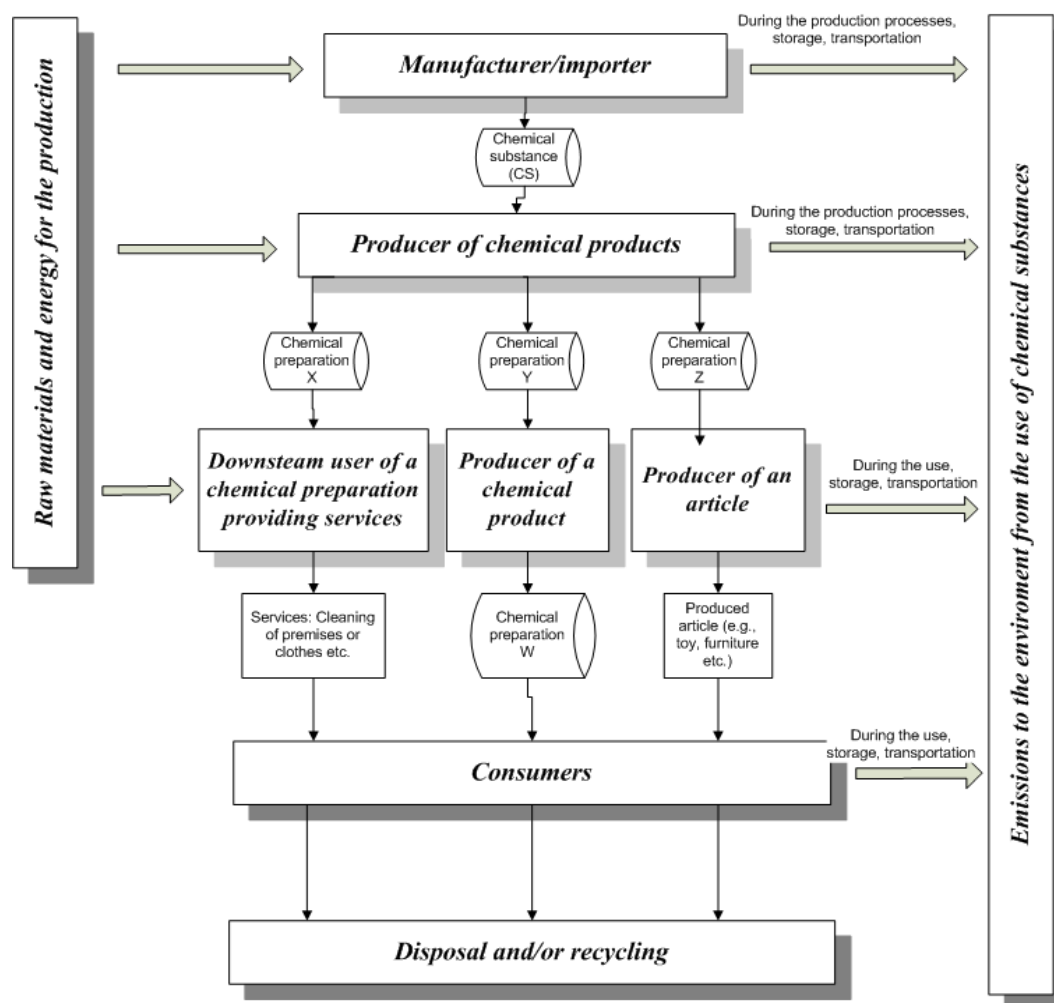 Raw materials and energy for the production
Manufacturer/importer
During the production processes,
storage, transportation
Chemical
substance
(CS)
Producer of chemical products
During the production processes,
storage, transportation
Chemical
preparation
X
Chemical
preparation
Y
Chemical
preparation
Z
Downsteam user of a
chemical preparation
providing services
Producer of a
chemical
product
Producer of an
article
During the use,
storage, transportation
Services: Cleaning
of premises or
clothes etc.
Chemical
preparation
W
Produced
article (e.g.,
toy, furniture
etc.)
Consumers
During the use,
storage, transportation
Disposal and/or recycling
Emissions to the enviroment from the use of chemical substances